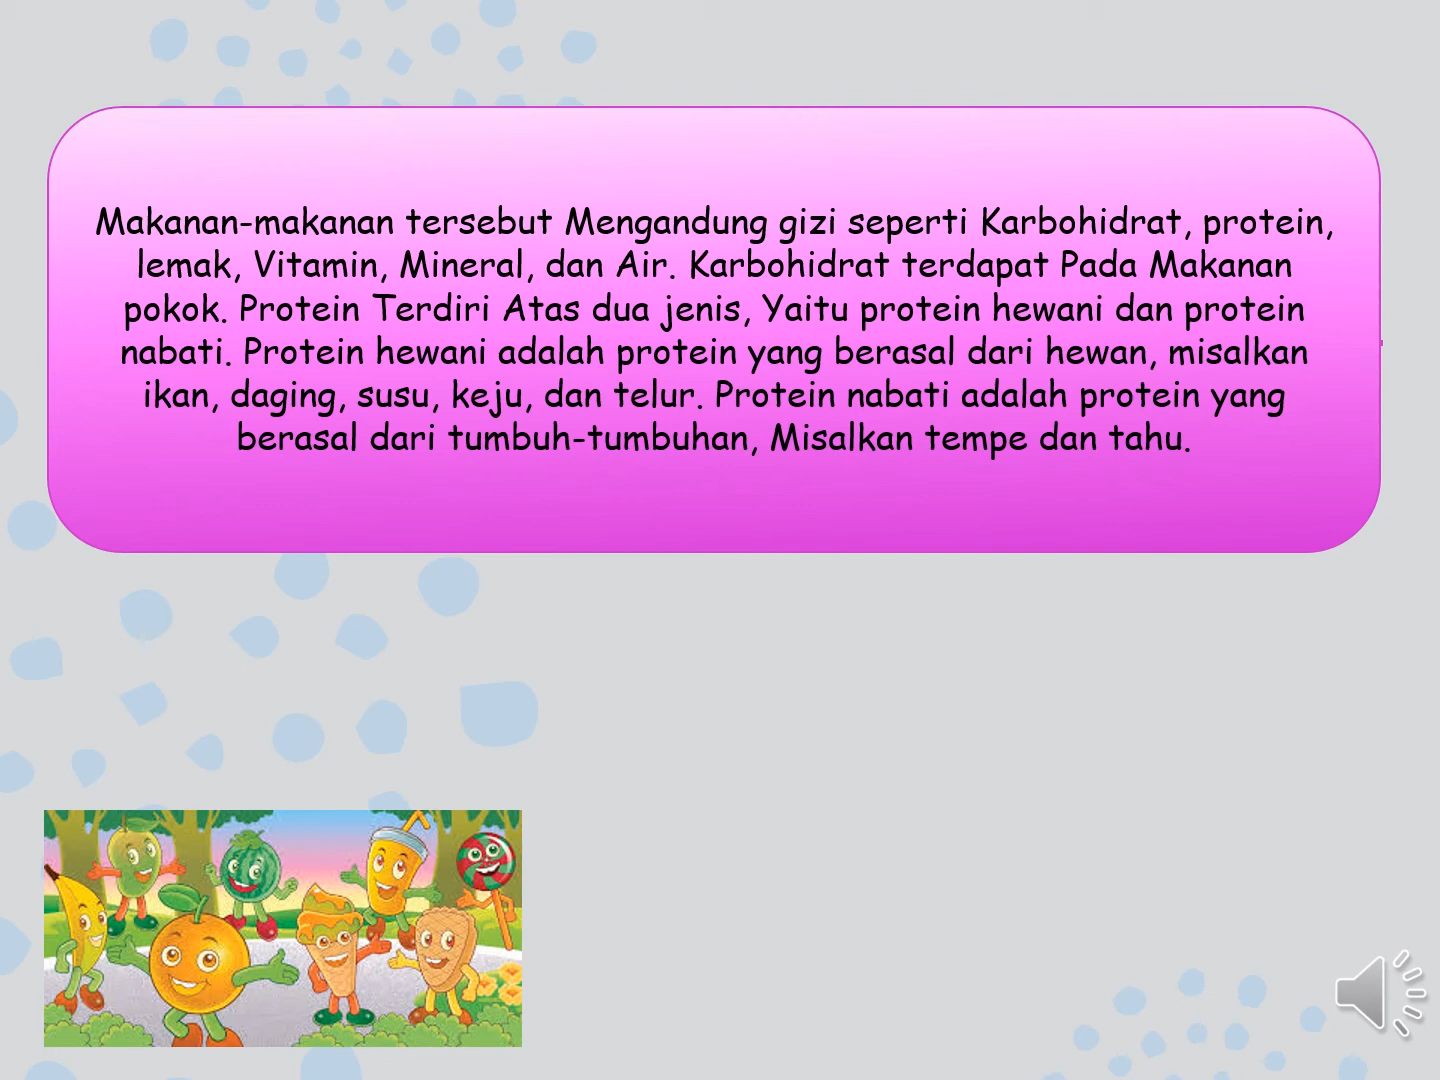 Makanan-makanan tersebut Mengandung gizi seperti Karbohidrat, protein,
lemak, Vitamin, Mineral, dan Air. Karbohidrat terdapat Pada Makanan
pokok. Protein Terdiri Atas dua jenis, Yaitu protein hewani dan protein
nabati. Protein hewani adalah protein yang berasal dari hewan, misalkan
ikan, daging, susu, keju, dan telur. Protein nabati adalah protein yang
berasal dari tumbuh-tumbuhan, Misalkan tempe dan tahu.